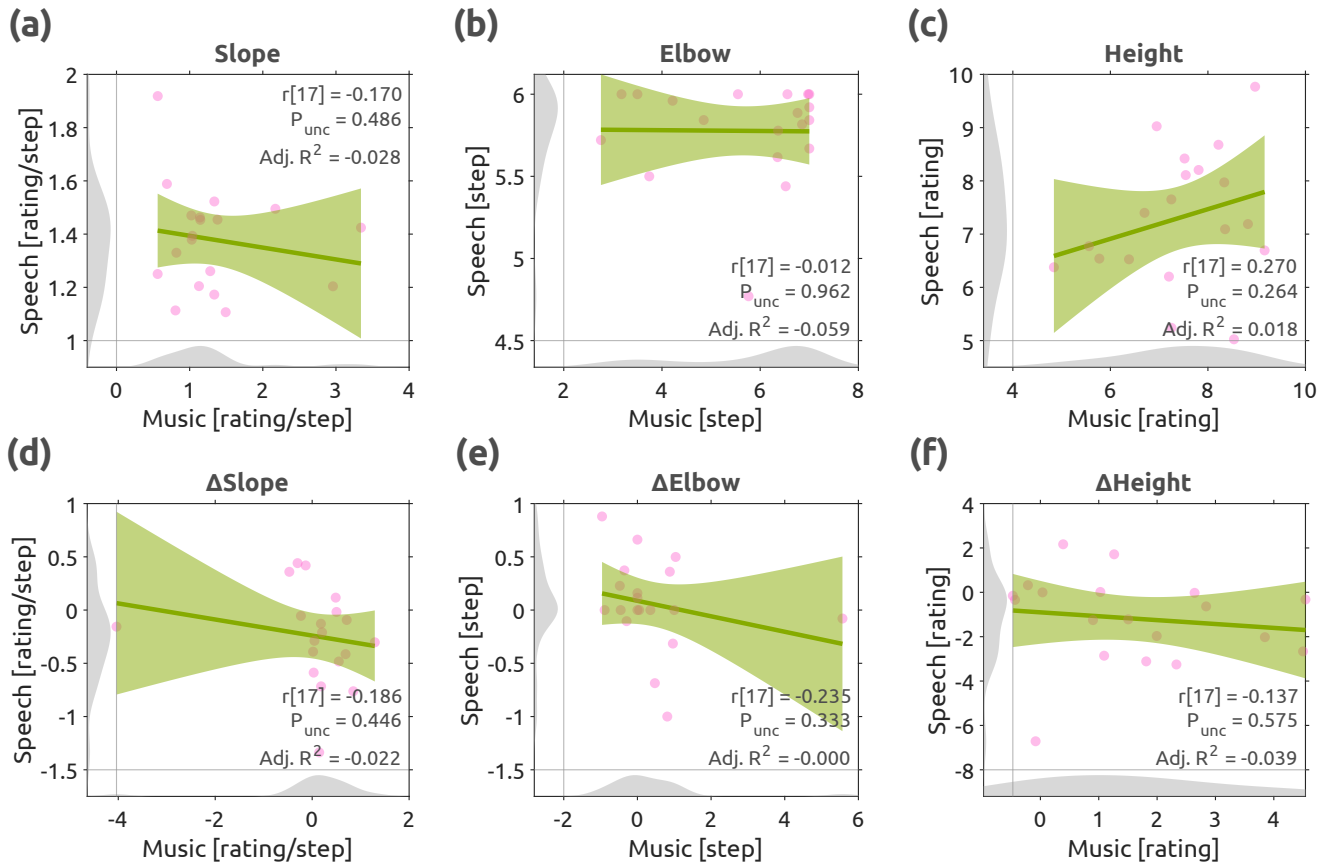 (a)
Slope
2
1.8
1.6
1.4
1.2
1
Speech [rating/step]
r[17] = -0.170
P_unc = 0.486
Adj. R^2 = -0.028
0 1 2 3 4
Music [rating/step]
(b)
Elbow
6
5.5
5
4.5
Speech [step]
r[17] = -0.012
P_unc = 0.962
Adj. R^2 = -0.059
2 4 6 8
Music [step]
(c)
Height
10
9
8
7
6
5
Speech [rating]
r[17] = 0.270
P_unc = 0.264
Adj. R^2 = 0.018
4 6 8 10
Music [rating]
(d)
ΔSlope
1
0.5
0
-0.5
-1
-1.5
Speech [rating/step]
r[17] = -0.186
P_unc = 0.446
Adj. R^2 = -0.022
-4 -2 0 2
Music [rating/step]
(e)
ΔElbow
1
0.5
0
-0.5
-1
-1.5
Speech [step]
r[17] = -0.235
P_unc = 0.333
Adj. R^2 = -0.000
-2 0 2 4 6
Music [step]
(f)
ΔHeight
4
2
0
-2
-4
-6
-8
Speech [rating]
r[17] = -0.137
P_unc = 0.575
Adj. R^2 = -0.039
0 1 2 3 4
Music [rating]